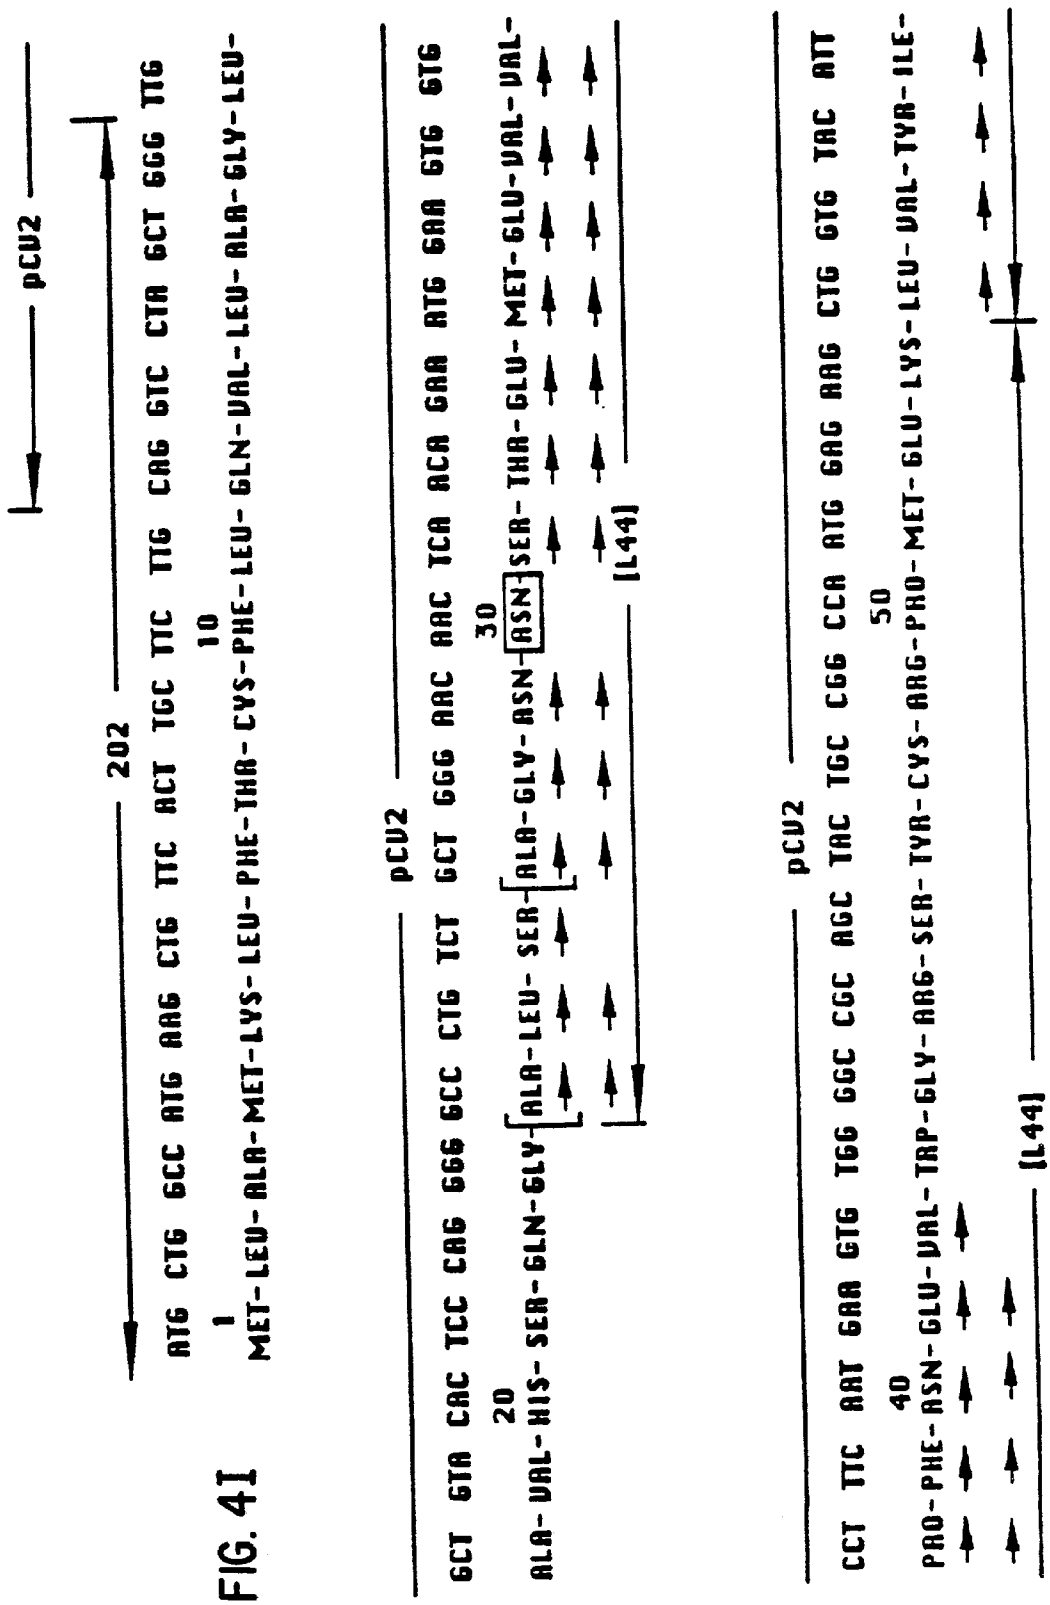 FIG. 4I
pCV2
202
ATG CTG GCC ATG AAG CTG TTC ACT TGC TTC TTG CAG GTC CTA GCT GGG TTG
1 10
MET-LEU-ALA-MET-LYS-LEU-PHE-THR-CYS-PHE-LEU-GLN-VAL-LEU-ALA-GLY-LEU-
pCV2
GCT GTA CAC TCC CAG GGG GCC CTG TCT GCT GGG AAC AAC TCA ACA GAA ATG GAA GTG GTG
20 30
ALA-VAL-HIS-SER-GLN-GLY-ALA-LEU-SER-ALA-GLY-ASN-ASN-SER-THR-GLU-MET-GLU-VAL-VAL-
[L44]
pCV2
CCT TTC AAT GAA GTG TGG GGC CGC AGC TAC TGC CGG CCA ATG GAG AAG CTG GTG TAC ATT
40 50
PRO-PHE-ASN-GLU-VAL-TRP-GLY-ARG-SER-TYR-CYS-ARG-PRO-MET-GLU-LYS-LEU-VAL-TYR-ILE-
[L44]